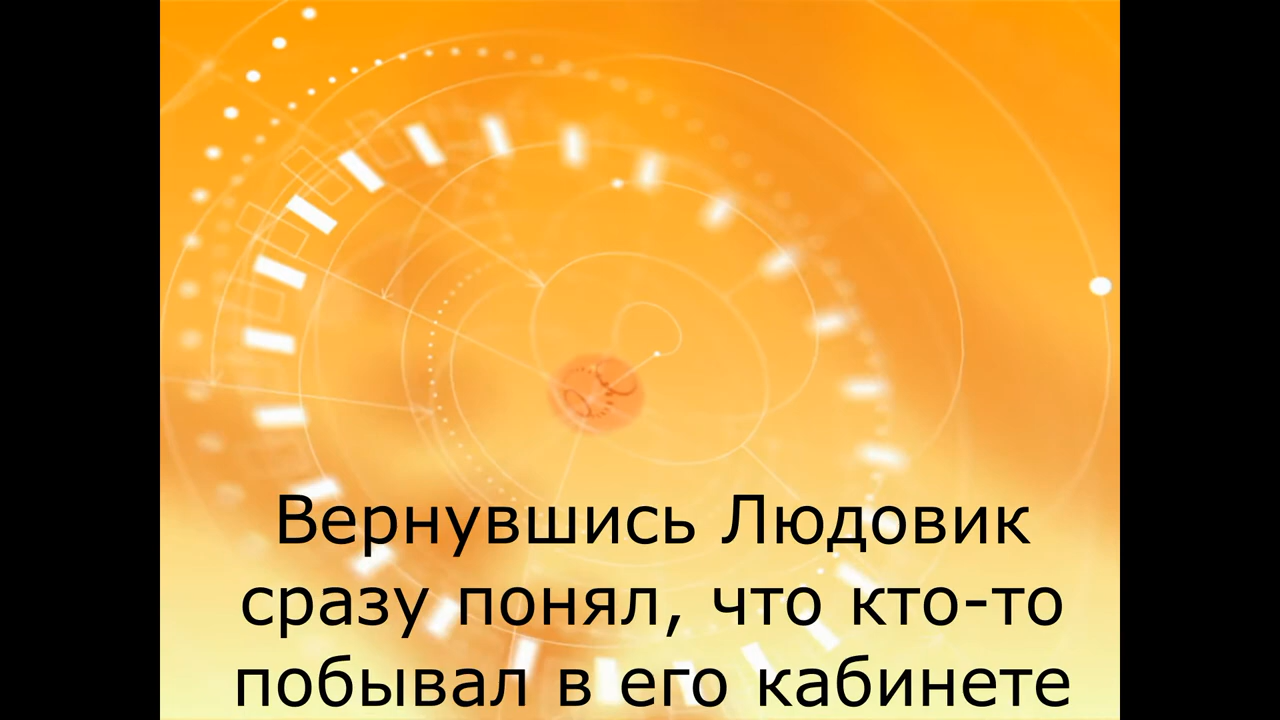 Вернувшись Людовик
сразу понял, что кто-то
побывал в его кабинете